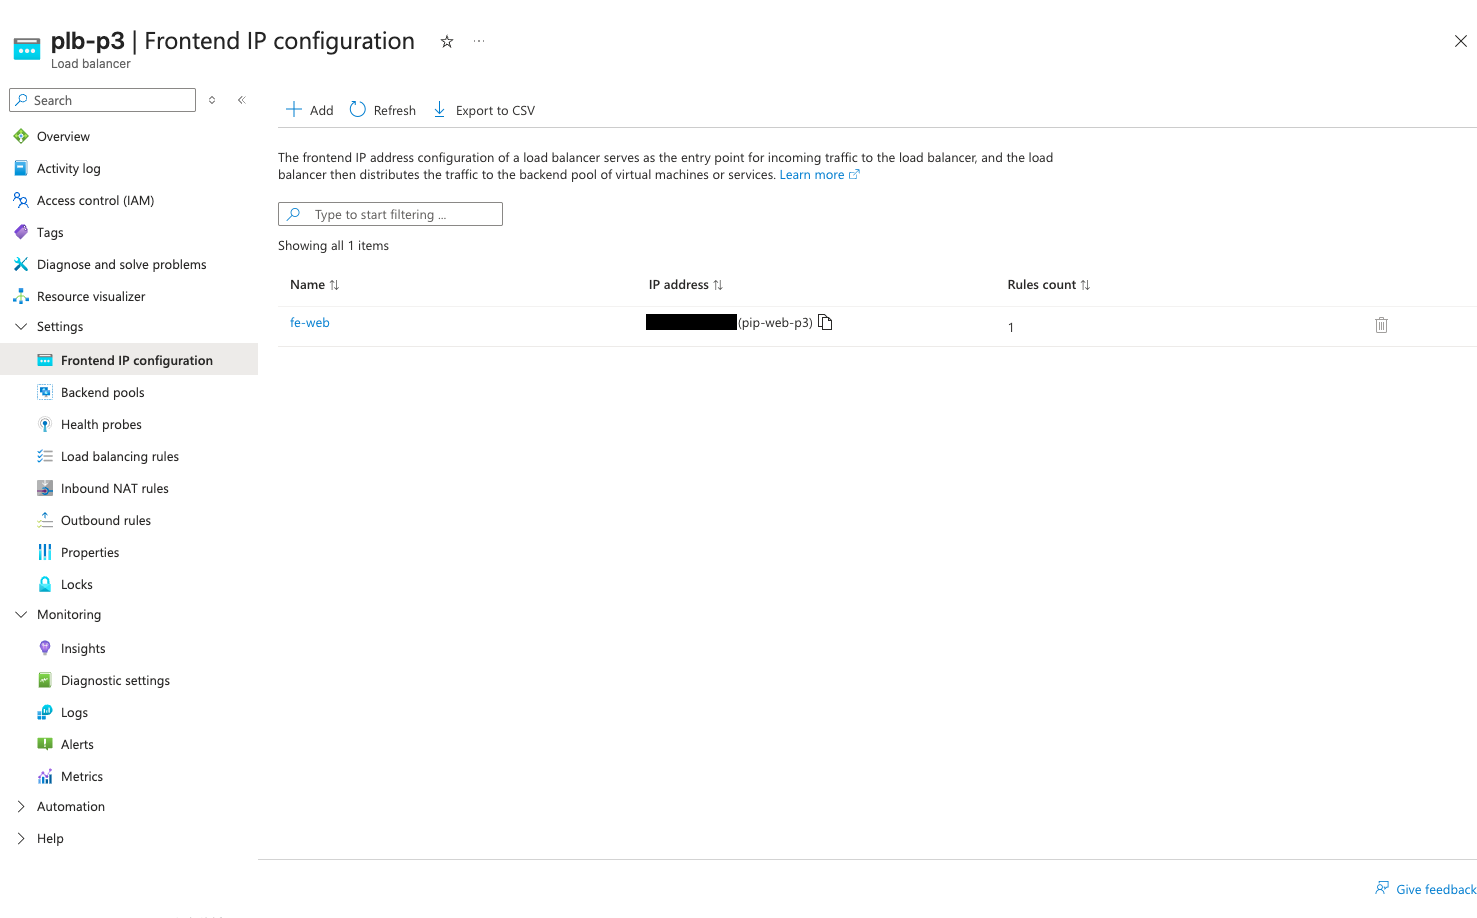 plb-p3 | Frontend IP configuration
Load balancer
Search
Overview
Activity log
Access control (IAM)
Tags
Diagnose and solve problems
Resource visualizer
Settings
Frontend IP configuration
Backend pools
Health probes
Load balancing rules
Inbound NAT rules
Outbound rules
Properties
Locks
Monitoring
Insights
Diagnostic settings
Logs
Alerts
Metrics
Automation
Help
Add Refresh Export to CSV
The frontend IP address configuration of a load balancer serves as the entry point for incoming traffic to the load balancer, and the load
balancer then distributes the traffic to the backend pool of virtual machines or services. Learn more
Type to start filtering ...
Showing all 1 items
Name IP address Rules count
fe-web (pip-web-p3) 1
Give feedback